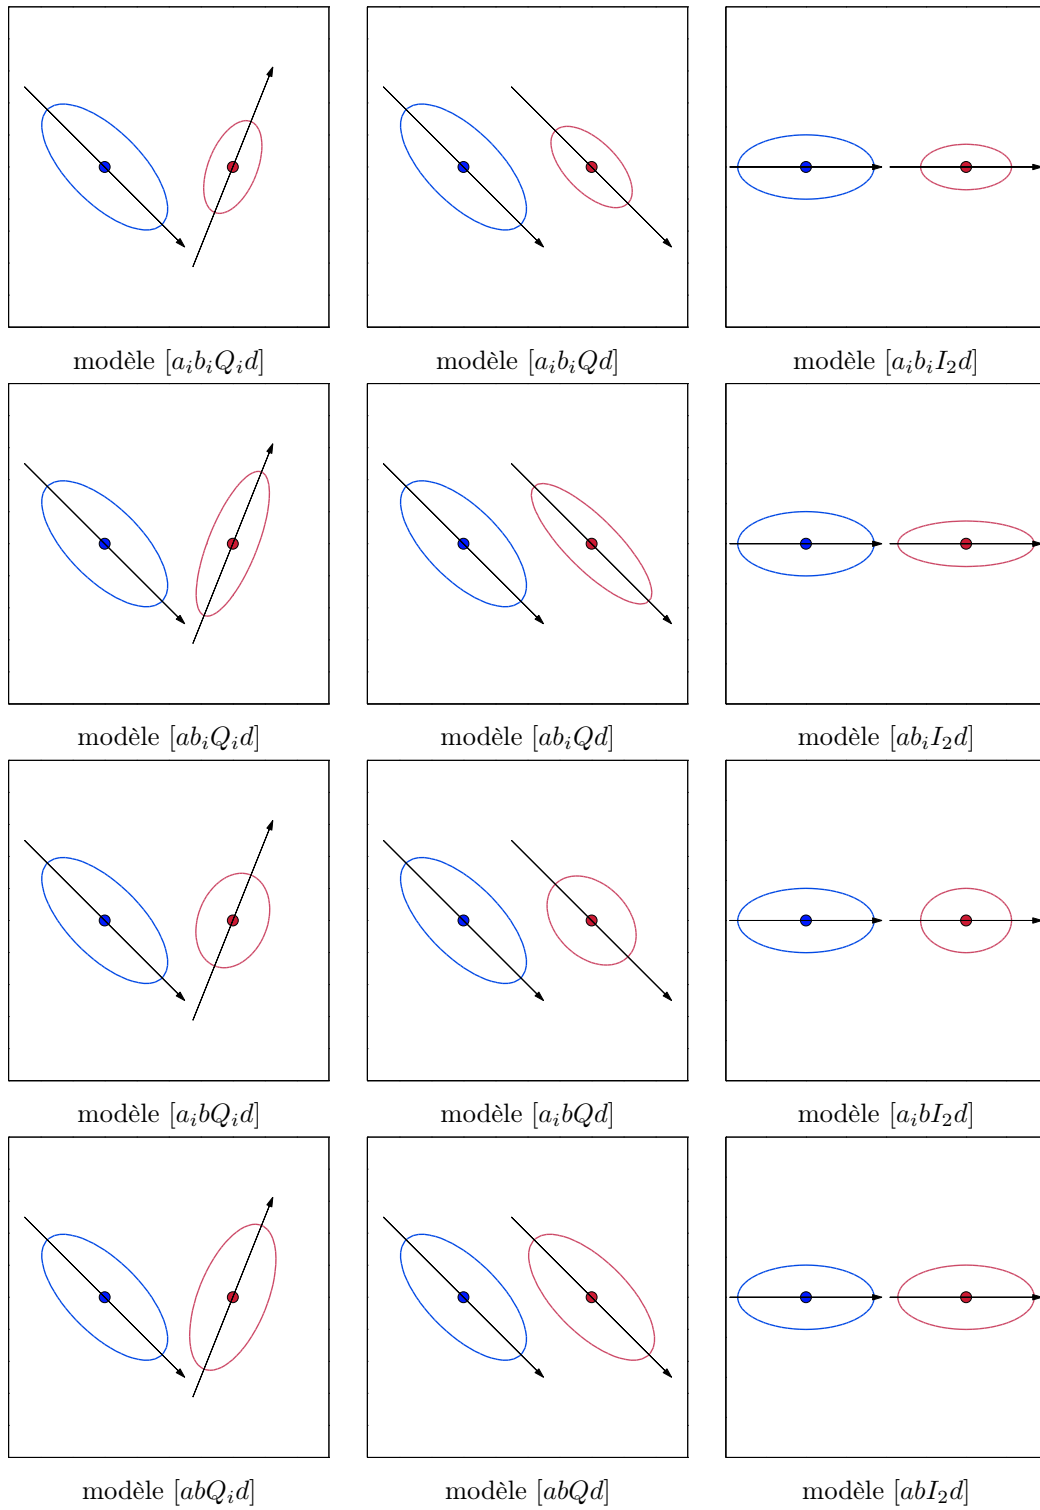 modèle [a_i b_i Q_i d] modèle [a_i b_i Q d] modèle [a_i b_i I_2 d]
modèle [a b_i Q_i d] modèle [a b_i Q d] modèle [a b_i I_2 d]
modèle [a_i b Q_i d] modèle [a_i b Q d] modèle [a_i b I_2 d]
modèle [a b Q_i d] modèle [a b Q d] modèle [a b I_2 d]